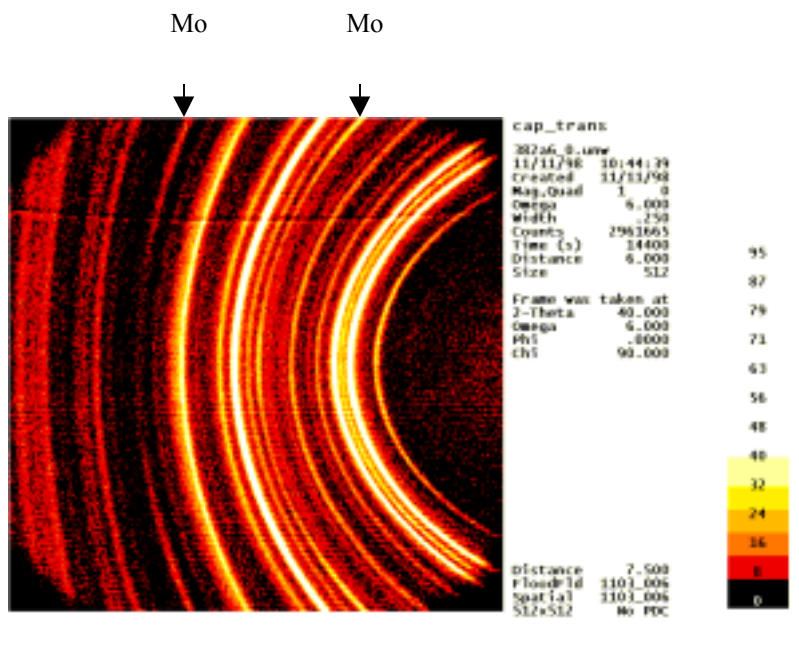 Mo Mo
cap_trans
382a6_0.unw
11/11/98 10:44:39
Created 11/11/98
Mag.Quad 1 0
Omega 6.000
Width .250
Counts 2961665
Time (s) 14400
Distance 6.000
Size 512
Frame was taken at
2-Theta 40.000
Omega 6.000
Phi .0000
Chi 90.000
Distance 7.500
FloodFld 1103_006
Spatial 1103_006
512x512 No PDC
95
87
79
71
63
56
48
40
32
24
16
8
0